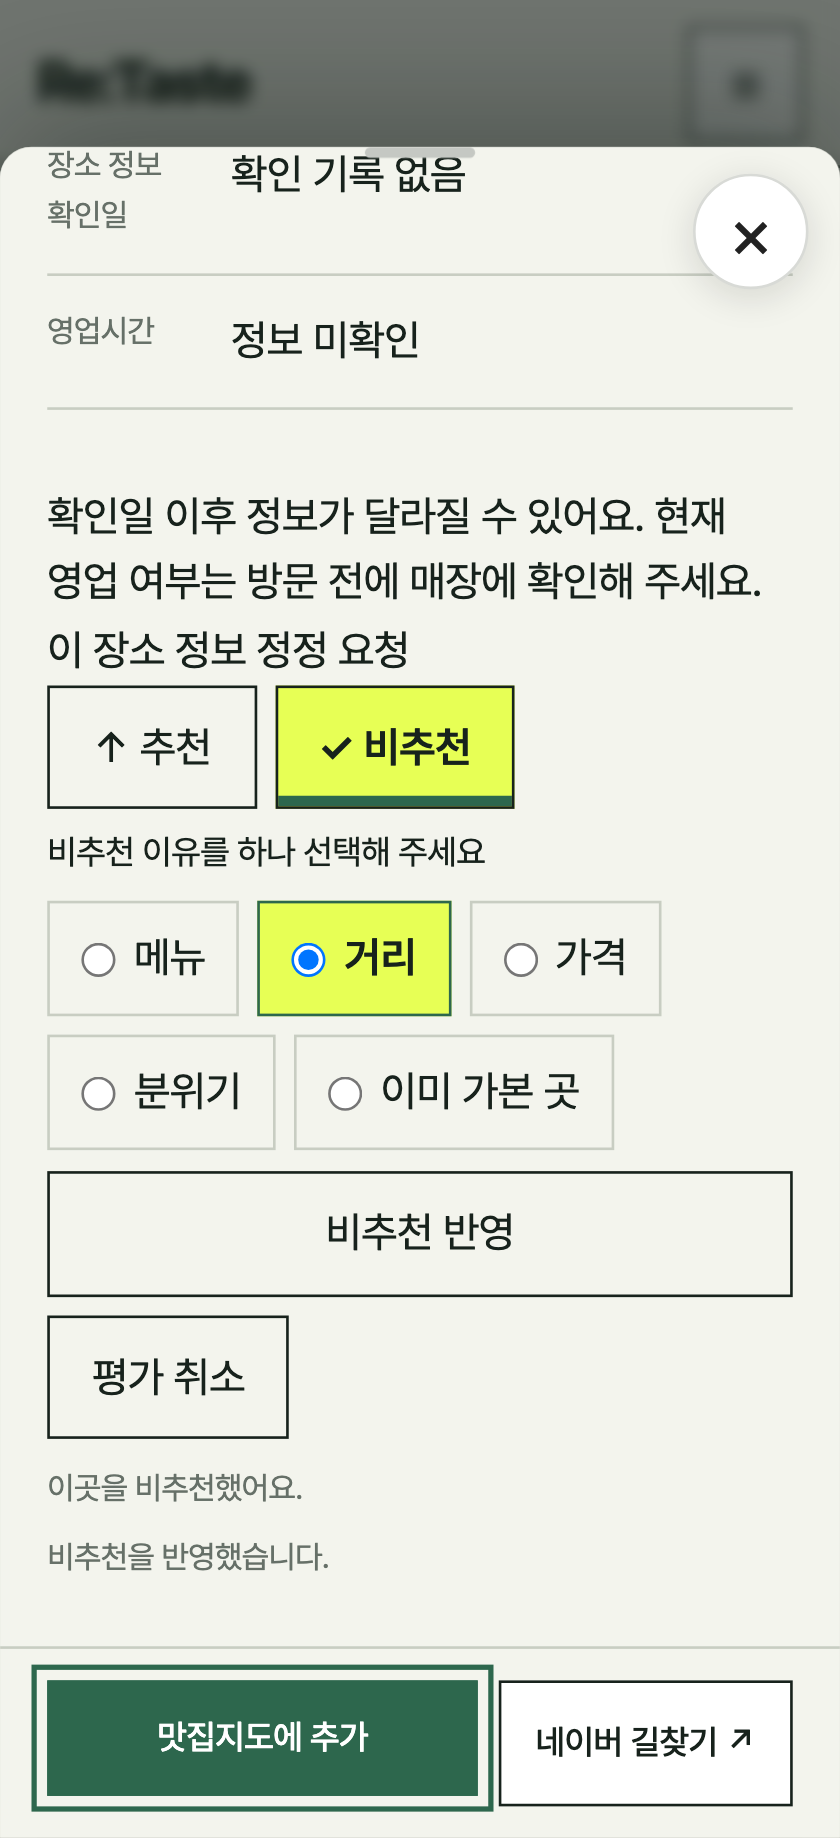 Re:Taste
장소 정보
확인일
확인 기록 없음
영업시간
정보 미확인
확인일 이후 정보가 달라질 수 있어요. 현재
영업 여부는 방문 전에 매장에 확인해 주세요.
이 장소 정보 정정 요청
↑ 추천
✓ 비추천
비추천 이유를 하나 선택해 주세요
메뉴
거리
가격
분위기
이미 가본 곳
비추천 반영
평가 취소
이곳을 비추천했어요.
비추천을 반영했습니다.
맛집지도에 추가
네이버 길찾기 ↗